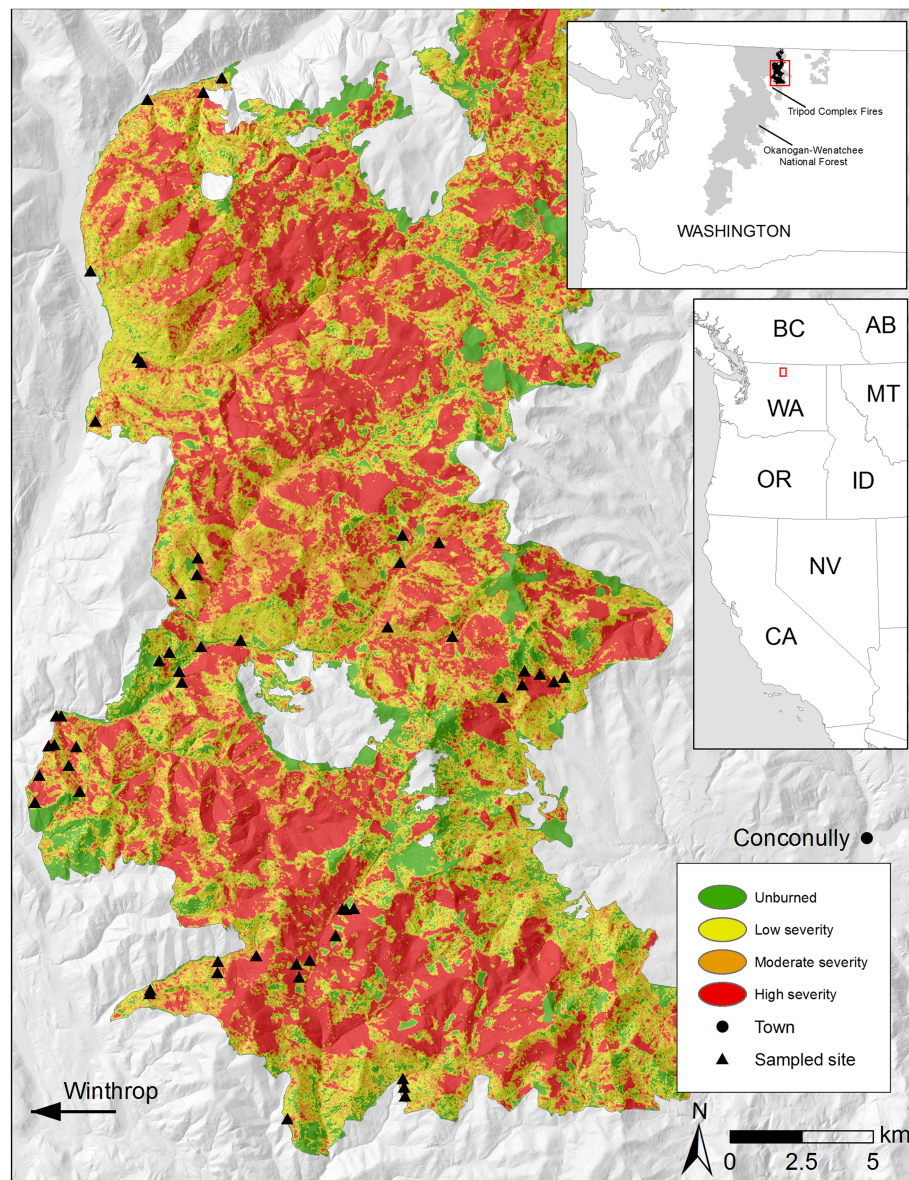 Tripod Complex Fires
Okanogan-Wenatchee
National Forest
WASHINGTON
BC
AB
WA
MT
OR
ID
NV
CA
Conconully
Unburned
Low severity
Moderate severity
High severity
Town
Sampled site
Winthrop
N
km
0 2.5 5